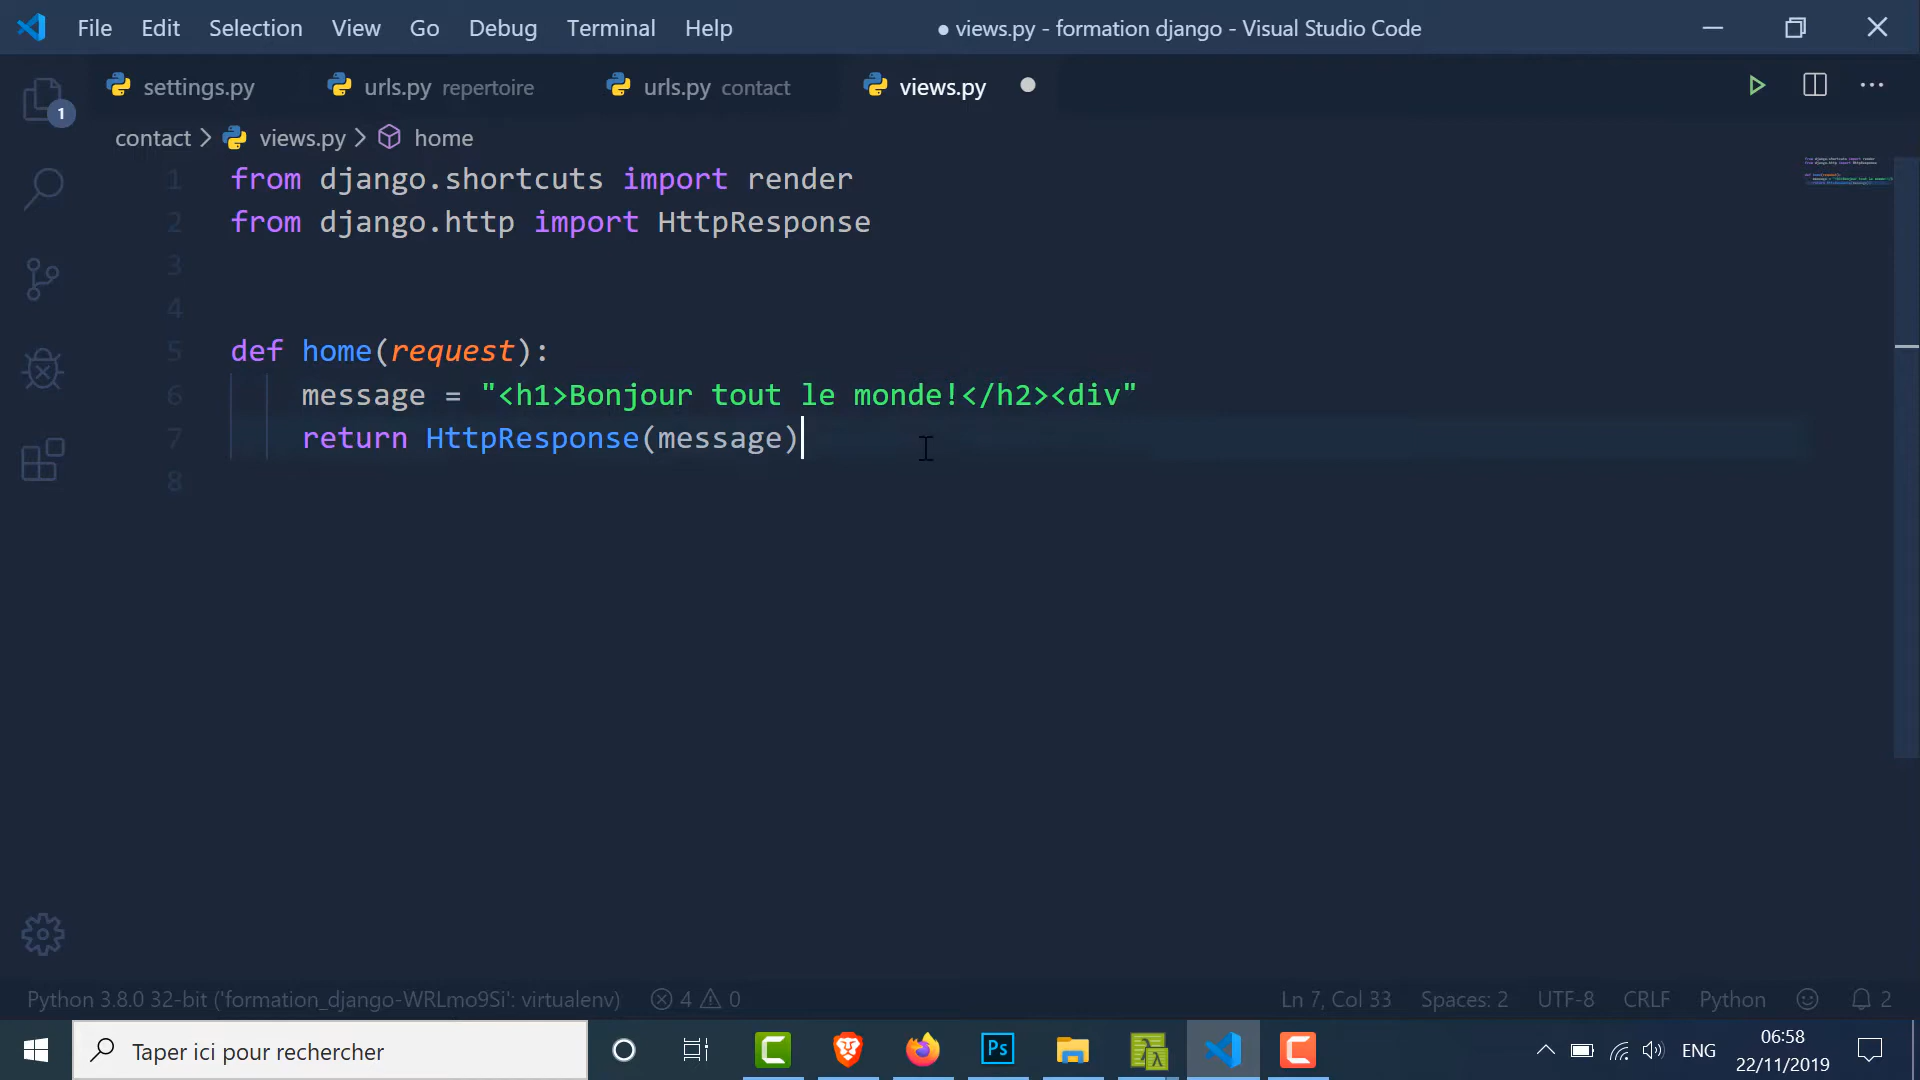 File Edit Selection View Go Debug Terminal Help ● views.py - formation django - Visual Studio Code
settings.py urls.py repertoire urls.py contact views.py
1
contact > views.py > home
1 from django.shortcuts import render
2 from django.http import HttpResponse
3
4
5 def home(request):
6 message = "<h1>Bonjour tout le monde!</h2><div"
7 return HttpResponse(message)
8
Python 3.8.0 32-bit ('formation_django-WRLmo9Si': virtualenv) 4 0 Ln 7, Col 33 Spaces: 2 UTF-8 CRLF Python 2
Taper ici pour rechercher Ps ENG 06:58
22/11/2019